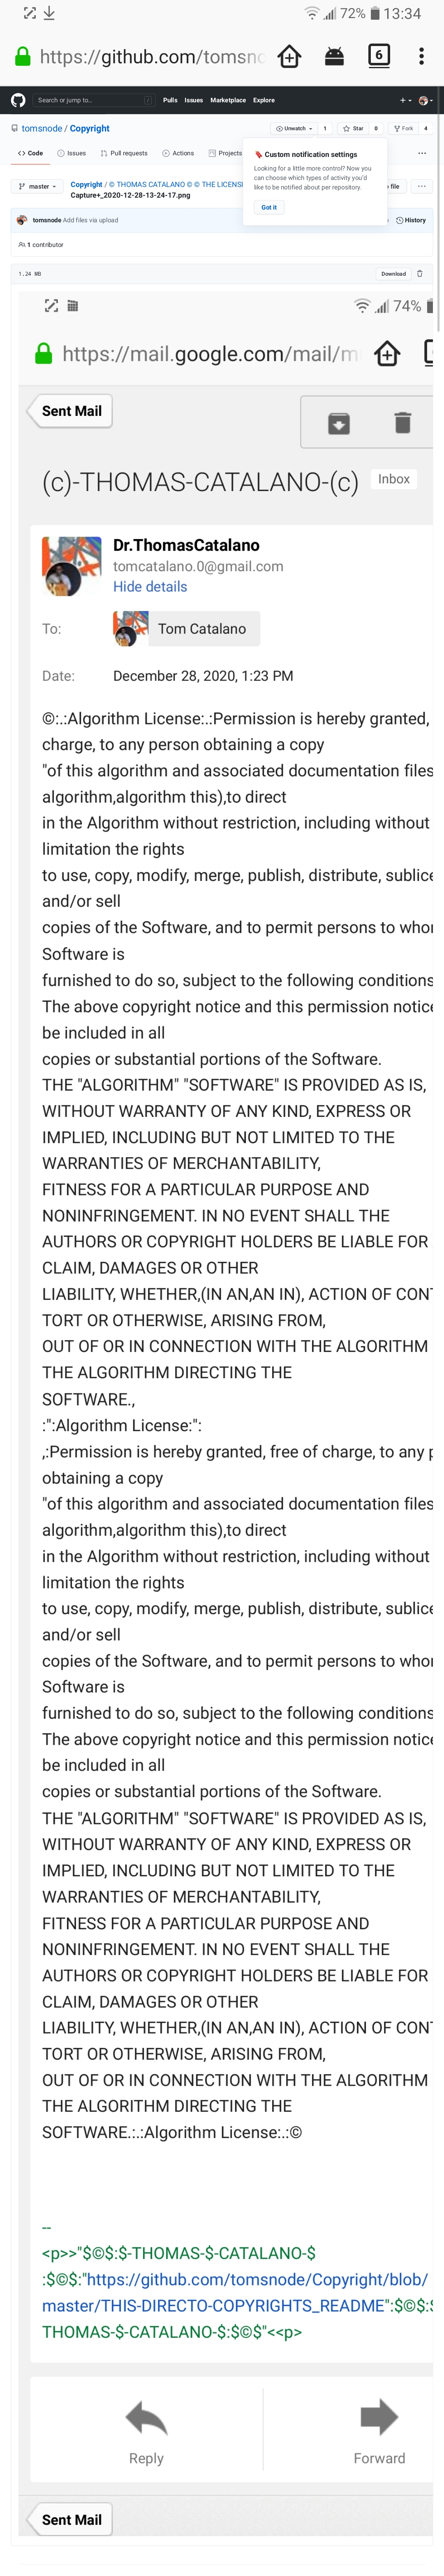 72% 13:34
https://github.com/tomsno
6
Search or jump to... / Pulls Issues Marketplace Explore
tomsnode / Copyright
Unwatch 1 Star 0 Fork 4
Code Issues Pull requests Actions Projects
Custom notification settings
Looking for a little more control? Now you
can choose which types of activity you'd
like to be notified about per repository.
Got it
master
Copyright / © THOMAS CATALANO © © THE LICENS
Capture+_2020-12-28-13-24-17.png
file
tomsnode Add files via upload
History
1 contributor
1.24 MB
Download
74%
https://mail.google.com/mail/m
Sent Mail
(c)-THOMAS-CATALANO-(c) Inbox
Dr.ThomasCatalano
tomcatalano.0@gmail.com
Hide details
To: Tom Catalano
Date: December 28, 2020, 1:23 PM
©:.:Algorithm License:.:Permission is hereby granted,
charge, to any person obtaining a copy
"of this algorithm and associated documentation files
algorithm,algorithm this),to direct
in the Algorithm without restriction, including without
limitation the rights
to use, copy, modify, merge, publish, distribute, sublice
and/or sell
copies of the Software, and to permit persons to who
Software is
furnished to do so, subject to the following conditions
The above copyright notice and this permission notice
be included in all
copies or substantial portions of the Software.
THE "ALGORITHM" "SOFTWARE" IS PROVIDED AS IS,
WITHOUT WARRANTY OF ANY KIND, EXPRESS OR
IMPLIED, INCLUDING BUT NOT LIMITED TO THE
WARRANTIES OF MERCHANTABILITY,
FITNESS FOR A PARTICULAR PURPOSE AND
NONINFRINGEMENT. IN NO EVENT SHALL THE
AUTHORS OR COPYRIGHT HOLDERS BE LIABLE FOR
CLAIM, DAMAGES OR OTHER
LIABILITY, WHETHER,(IN AN,AN IN), ACTION OF CONT
TORT OR OTHERWISE, ARISING FROM,
OUT OF OR IN CONNECTION WITH THE ALGORITHM
THE ALGORITHM DIRECTING THE
SOFTWARE.,
:":Algorithm License:":
,:Permission is hereby granted, free of charge, to any p
obtaining a copy
"of this algorithm and associated documentation files
algorithm,algorithm this),to direct
in the Algorithm without restriction, including without
limitation the rights
to use, copy, modify, merge, publish, distribute, sublice
and/or sell
copies of the Software, and to permit persons to who
Software is
furnished to do so, subject to the following conditions
The above copyright notice and this permission notice
be included in all
copies or substantial portions of the Software.
THE "ALGORITHM" "SOFTWARE" IS PROVIDED AS IS,
WITHOUT WARRANTY OF ANY KIND, EXPRESS OR
IMPLIED, INCLUDING BUT NOT LIMITED TO THE
WARRANTIES OF MERCHANTABILITY,
FITNESS FOR A PARTICULAR PURPOSE AND
NONINFRINGEMENT. IN NO EVENT SHALL THE
AUTHORS OR COPYRIGHT HOLDERS BE LIABLE FOR
CLAIM, DAMAGES OR OTHER
LIABILITY, WHETHER,(IN AN,AN IN), ACTION OF CONT
TORT OR OTHERWISE, ARISING FROM,
OUT OF OR IN CONNECTION WITH THE ALGORITHM
THE ALGORITHM DIRECTING THE
SOFTWARE.:.:Algorithm License:.:©
--
<p>>"$©$:$-THOMAS-$-CATALANO-$
:$©$:"https://github.com/tomsnode/Copyright/blob/
master/THIS-DIRECTO-COPYRIGHTS_README":$©$:$
THOMAS-$-CATALANO-$:$©$"<<p>
Reply Forward
Sent Mail